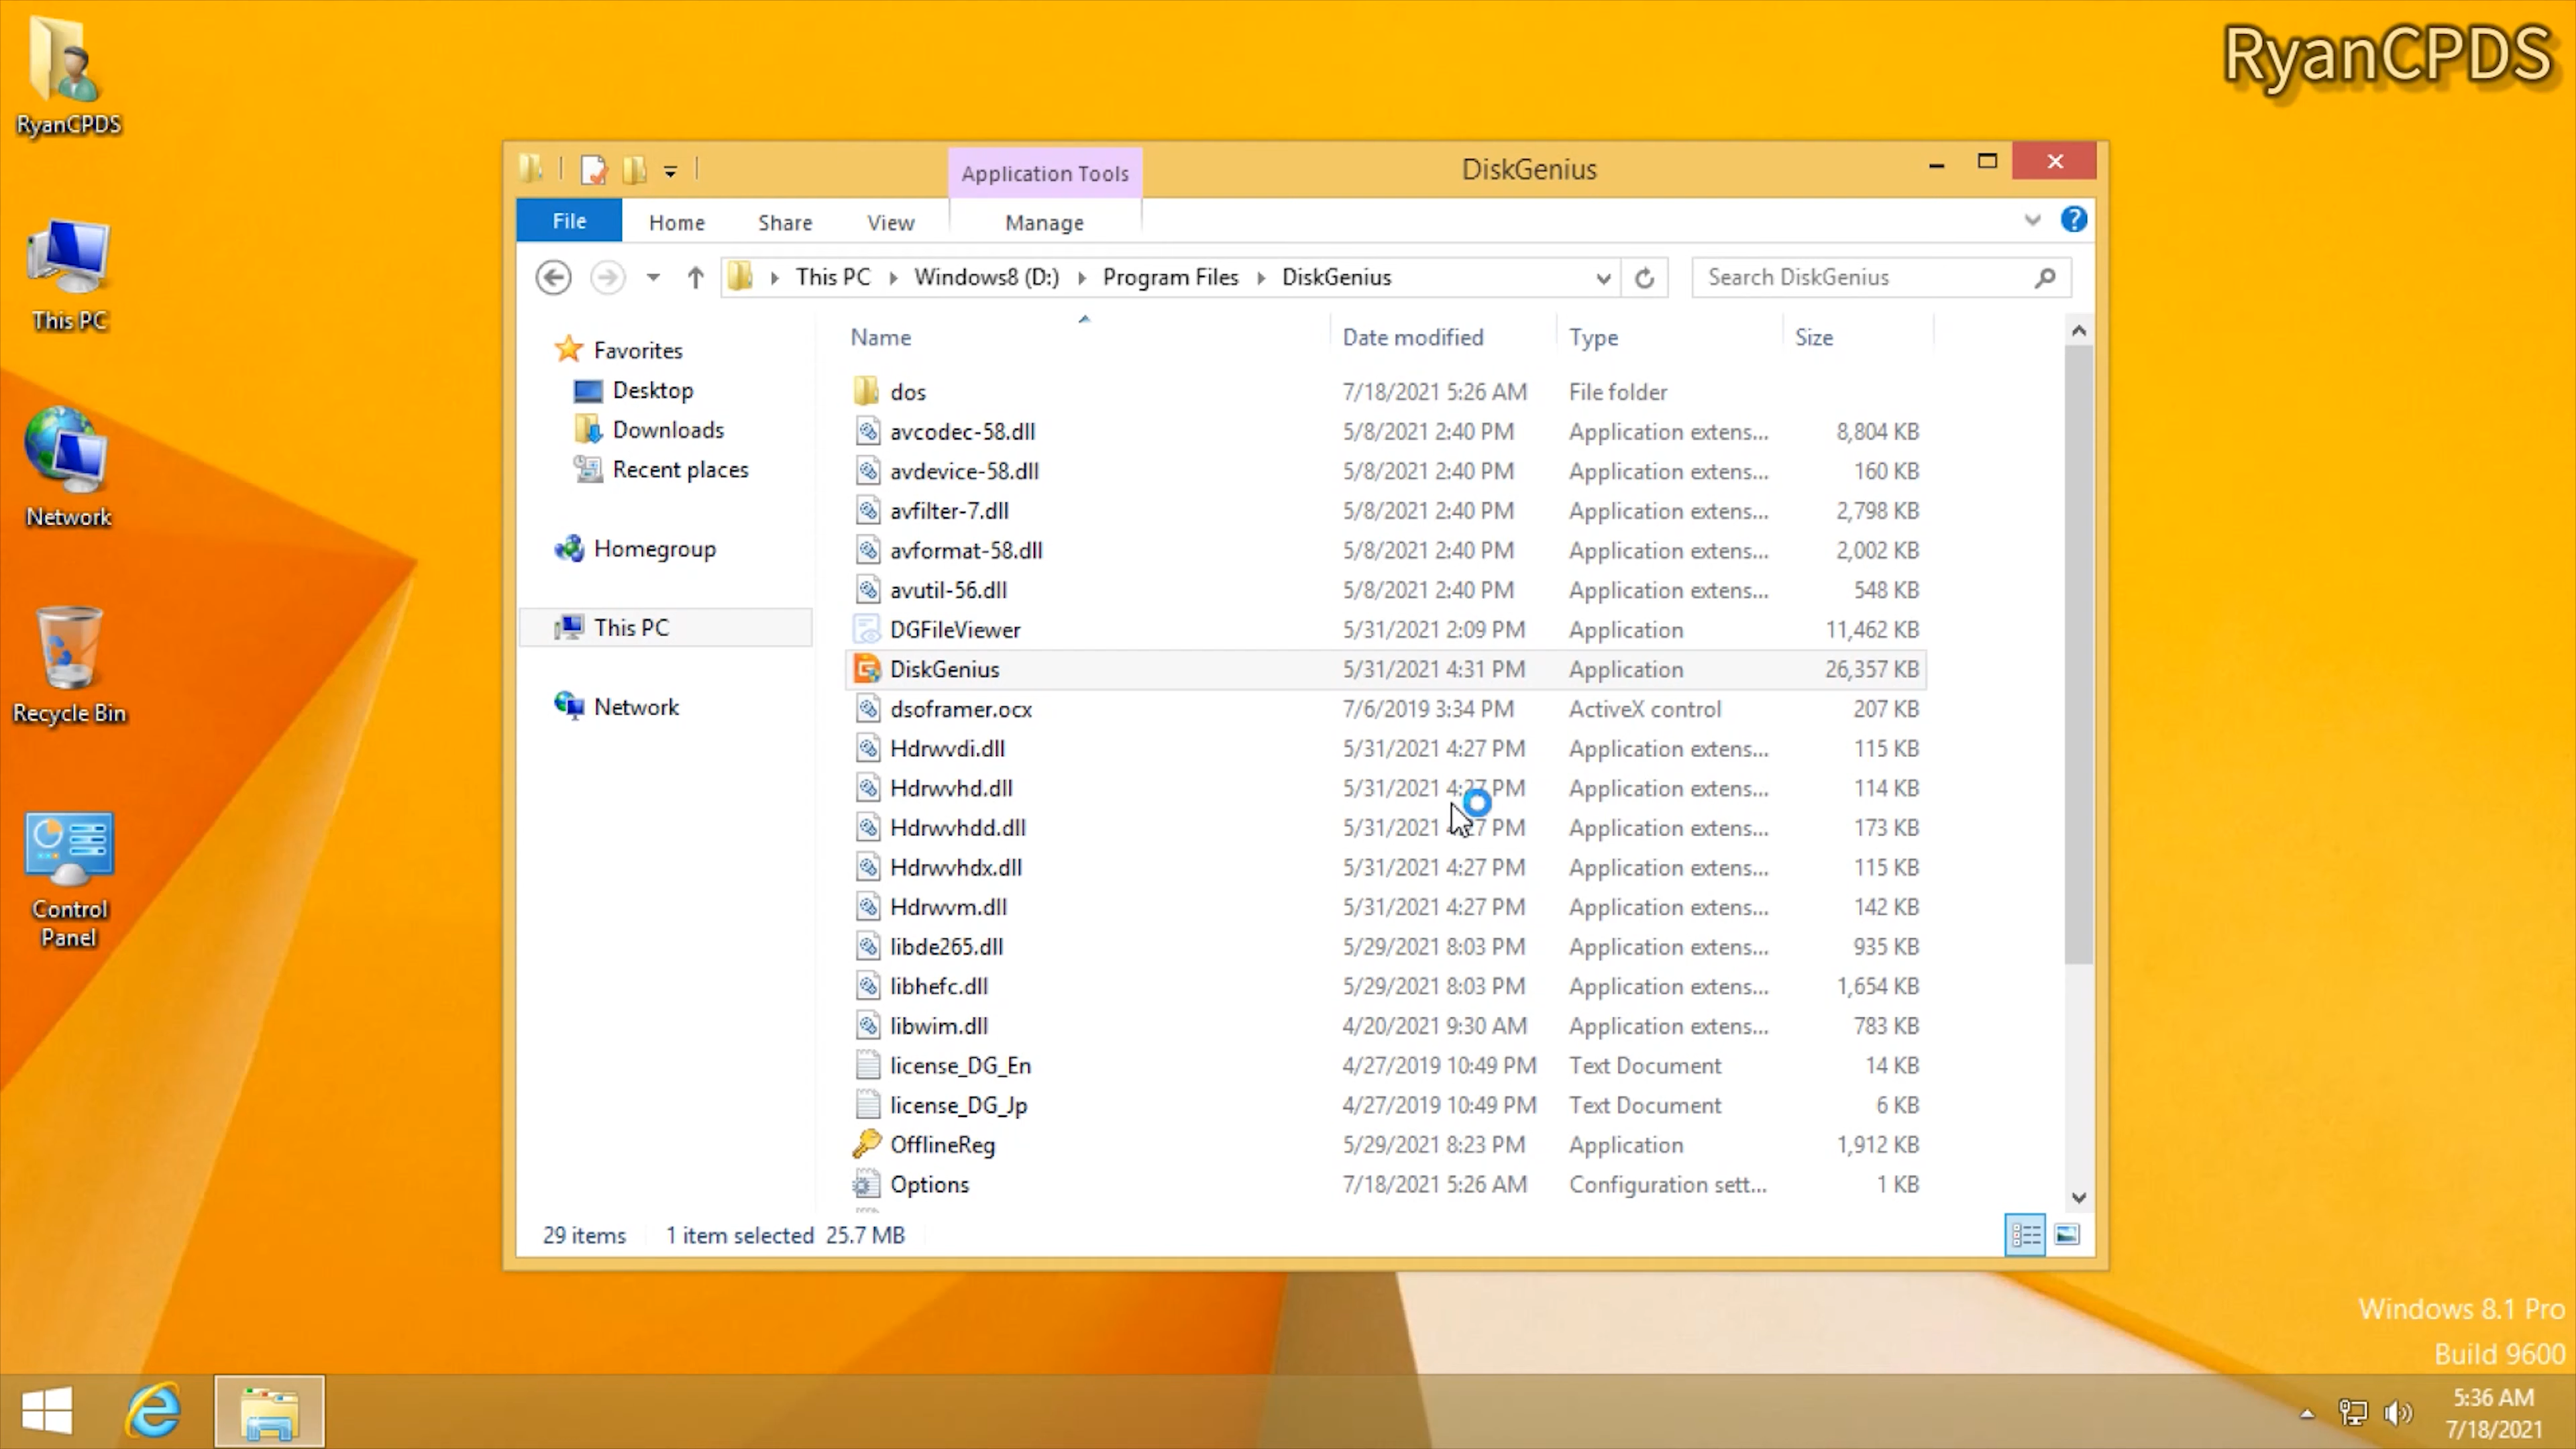 RyanCPDS
RyanCPDS
This PC
Network
Recycle Bin
Control
Panel
Application Tools
DiskGenius
File Home Share View Manage
This PC Windows8 (D:) Program Files DiskGenius Search DiskGenius
Favorites
Desktop
Downloads
Recent places
Homegroup
This PC
Network
Name Date modified Type Size
dos 7/18/2021 5:26 AM File folder
avcodec-58.dll 5/8/2021 2:40 PM Application extens... 8,804 KB
avdevice-58.dll 5/8/2021 2:40 PM Application extens... 160 KB
avfilter-7.dll 5/8/2021 2:40 PM Application extens... 2,798 KB
avformat-58.dll 5/8/2021 2:40 PM Application extens... 2,002 KB
avutil-56.dll 5/8/2021 2:40 PM Application extens... 548 KB
DGFileViewer 5/31/2021 2:09 PM Application 11,462 KB
DiskGenius 5/31/2021 4:31 PM Application 26,357 KB
dsoframer.ocx 7/6/2019 3:34 PM ActiveX control 207 KB
Hdrwvdi.dll 5/31/2021 4:27 PM Application extens... 115 KB
Hdrwvhd.dll 5/31/2021 4:27 PM Application extens... 114 KB
Hdrwvhdd.dll 5/31/2021 4:27 PM Application extens... 173 KB
Hdrwvhdx.dll 5/31/2021 4:27 PM Application extens... 115 KB
Hdrwvm.dll 5/31/2021 4:27 PM Application extens... 142 KB
libde265.dll 5/29/2021 8:03 PM Application extens... 935 KB
libhefc.dll 5/29/2021 8:03 PM Application extens... 1,654 KB
libwim.dll 4/20/2021 9:30 AM Application extens... 783 KB
license_DG_En 4/27/2019 10:49 PM Text Document 14 KB
license_DG_Jp 4/27/2019 10:49 PM Text Document 6 KB
OfflineReg 5/29/2021 8:23 PM Application 1,912 KB
Options 7/18/2021 5:26 AM Configuration sett... 1 KB
29 items 1 item selected 25.7 MB
Windows 8.1 Pro
Build 9600
5:36 AM
7/18/2021